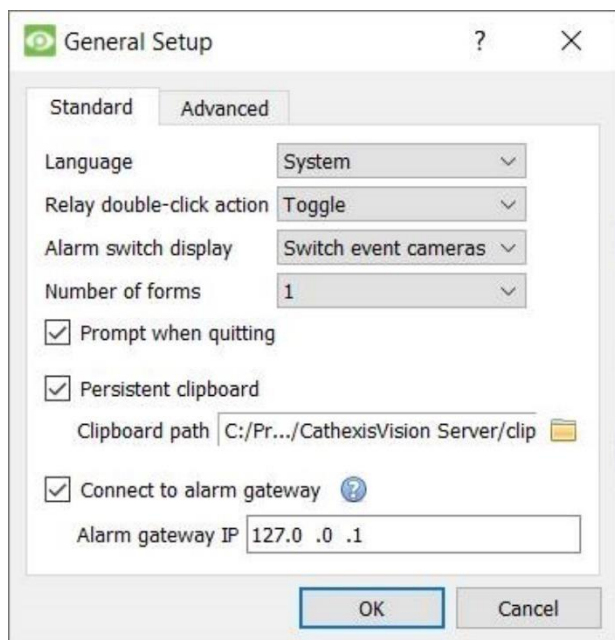 General Setup
Standard Advanced
Language System
Relay double-click action Toggle
Alarm switch display Switch event cameras
Number of forms 1
Prompt when quitting
Persistent clipboard
Clipboard path C:/Pr.../CathexisVision Server/clip
Connect to alarm gateway
Alarm gateway IP 127.0 .0 .1
OK Cancel